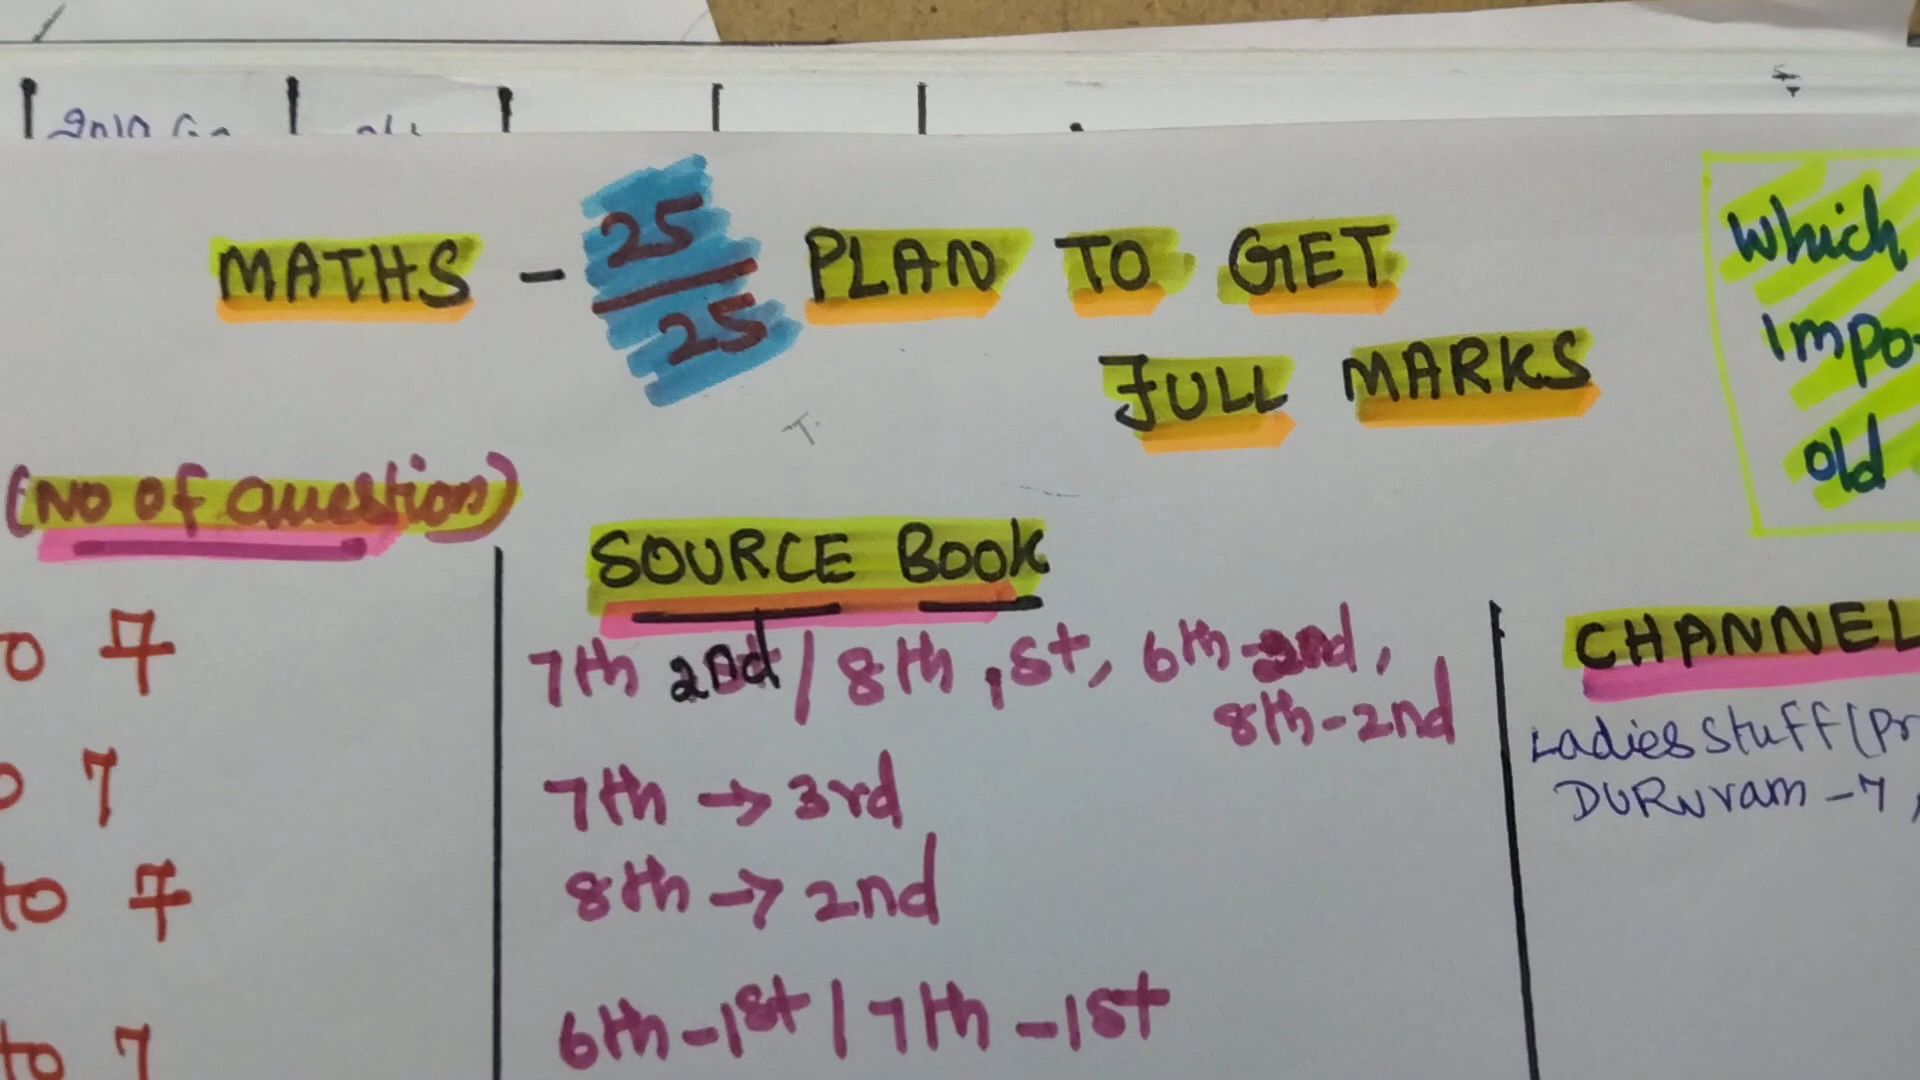 MATHS - 25/25 PLAN TO GET
FULL MARKS
Which
Impo
old
(NO OF Question)
SOURCE BOOK
CHANNEL
o 7
7th 2nd / 8th 1st, 6th-2nd,
8th-2nd
Ladies stuff (Pr
DURUVRam - 7
o 7
7th → 3rd
to 7
8th → 2nd
to 7
6th - 1st / 7th - 1st